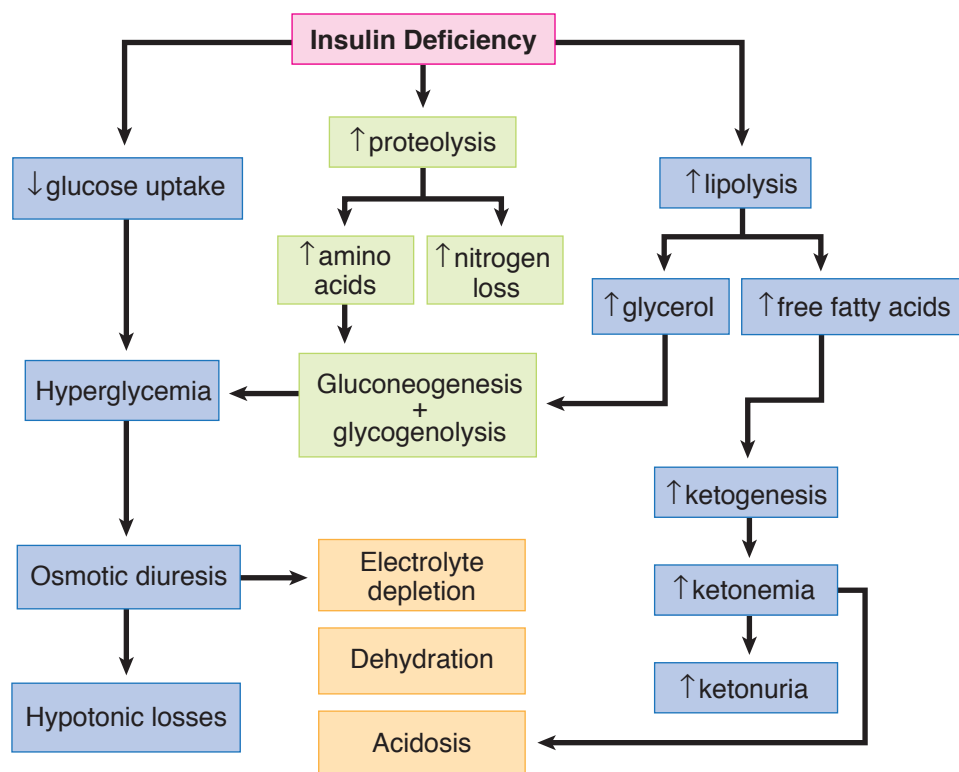 Insulin Deficiency
↑proteolysis
↓glucose uptake
↑lipolysis
↑amino
acids
↑nitrogen
loss
↑glycerol
↑free fatty acids
Hyperglycemia
Gluconeogenesis
+
glycogenolysis
↑ketogenesis
Osmotic diuresis
Electrolyte
depletion
↑ketonemia
Dehydration
↑ketonuria
Hypotonic losses
Acidosis